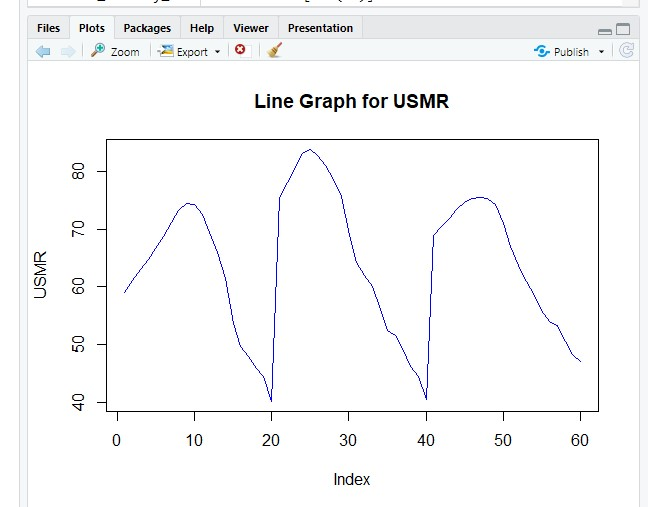 Files Plots Packages Help Viewer Presentation
Zoom Export Publish
Line Graph for USMR
USMR
80
70
60
50
40
0 10 20 30 40 50 60
Index